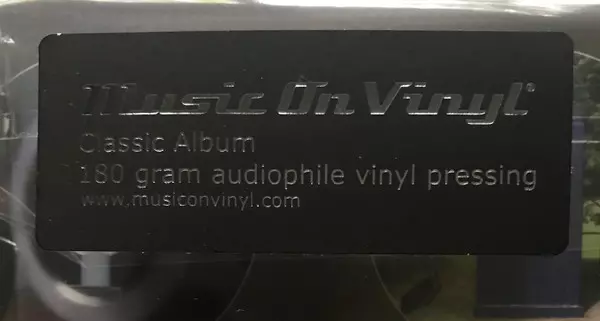 Music On Vinyl®
Classic Album
180 gram audiophile vinyl pressing
www.musiconvinyl.com